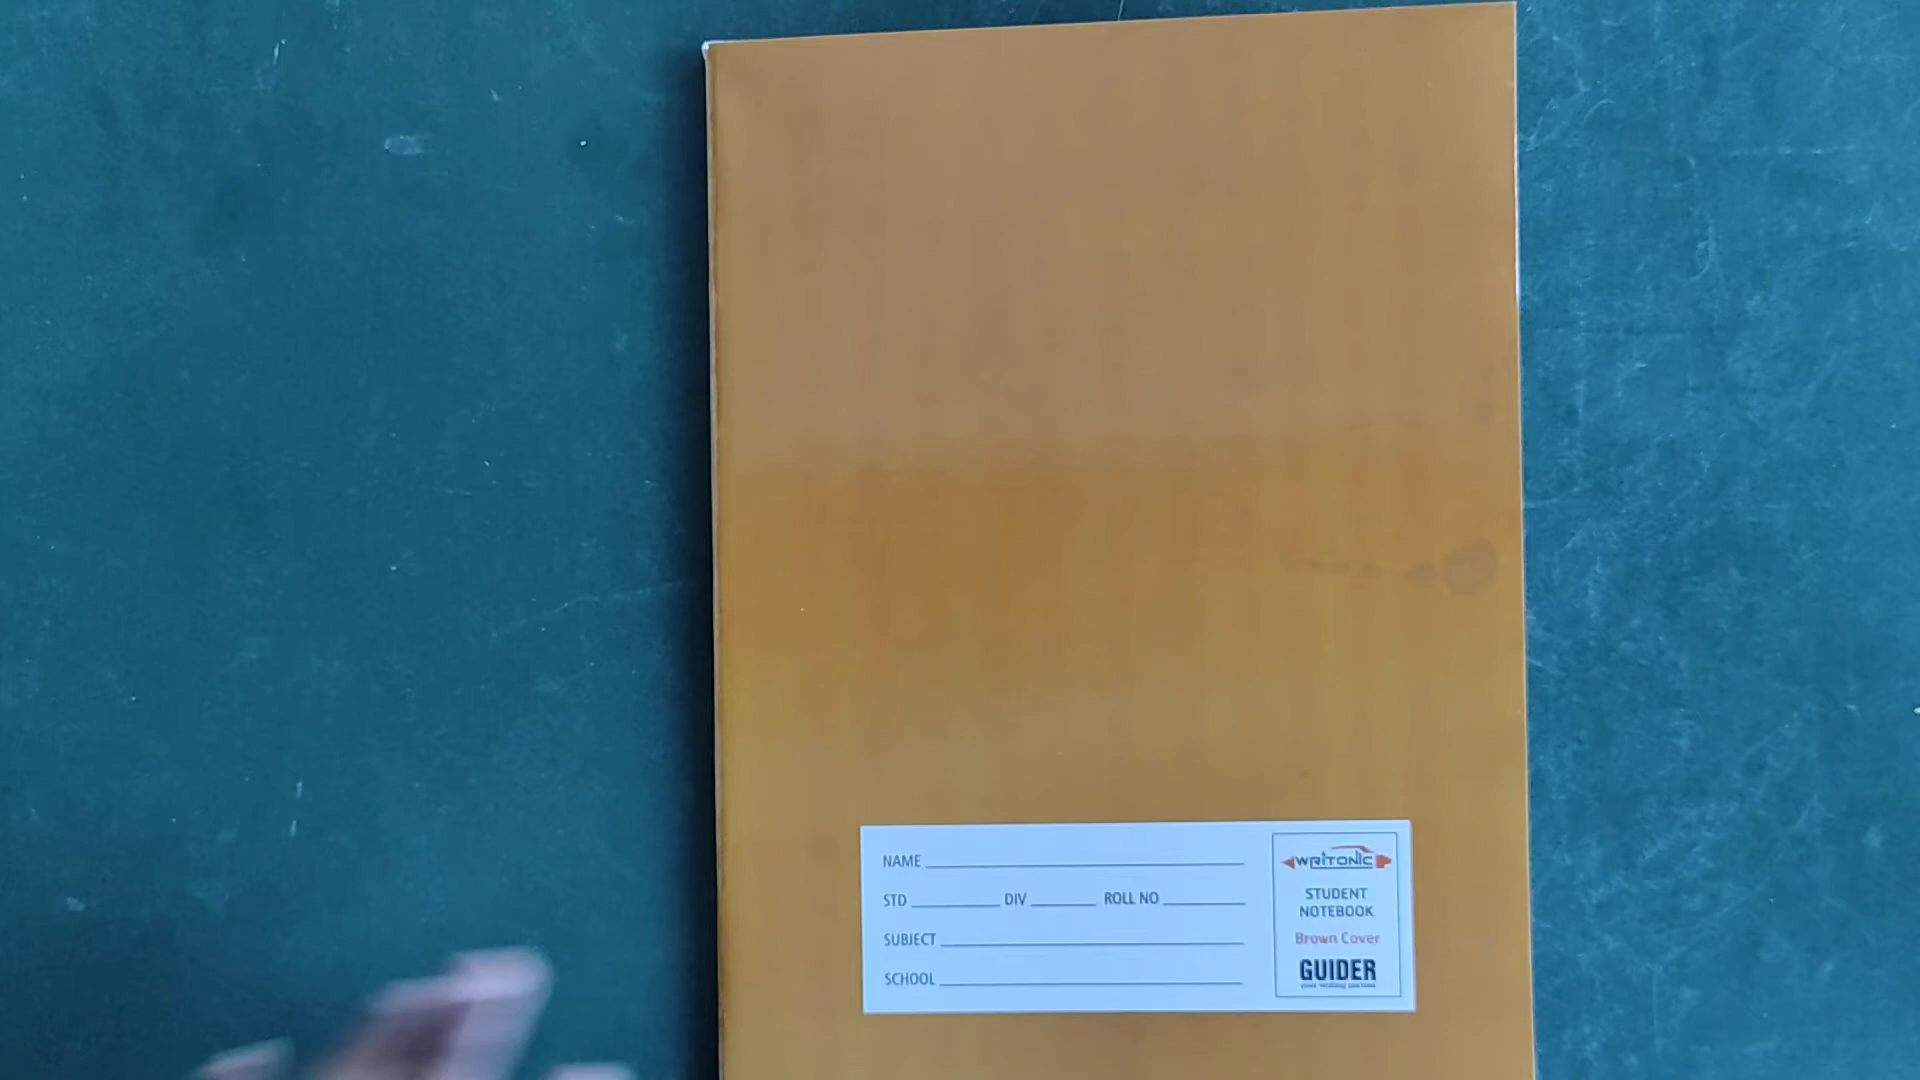 NAME
STD DIV ROLL NO
SUBJECT
SCHOOL
WRITONIC
STUDENT
NOTEBOOK
Brown Cover
GUIDER